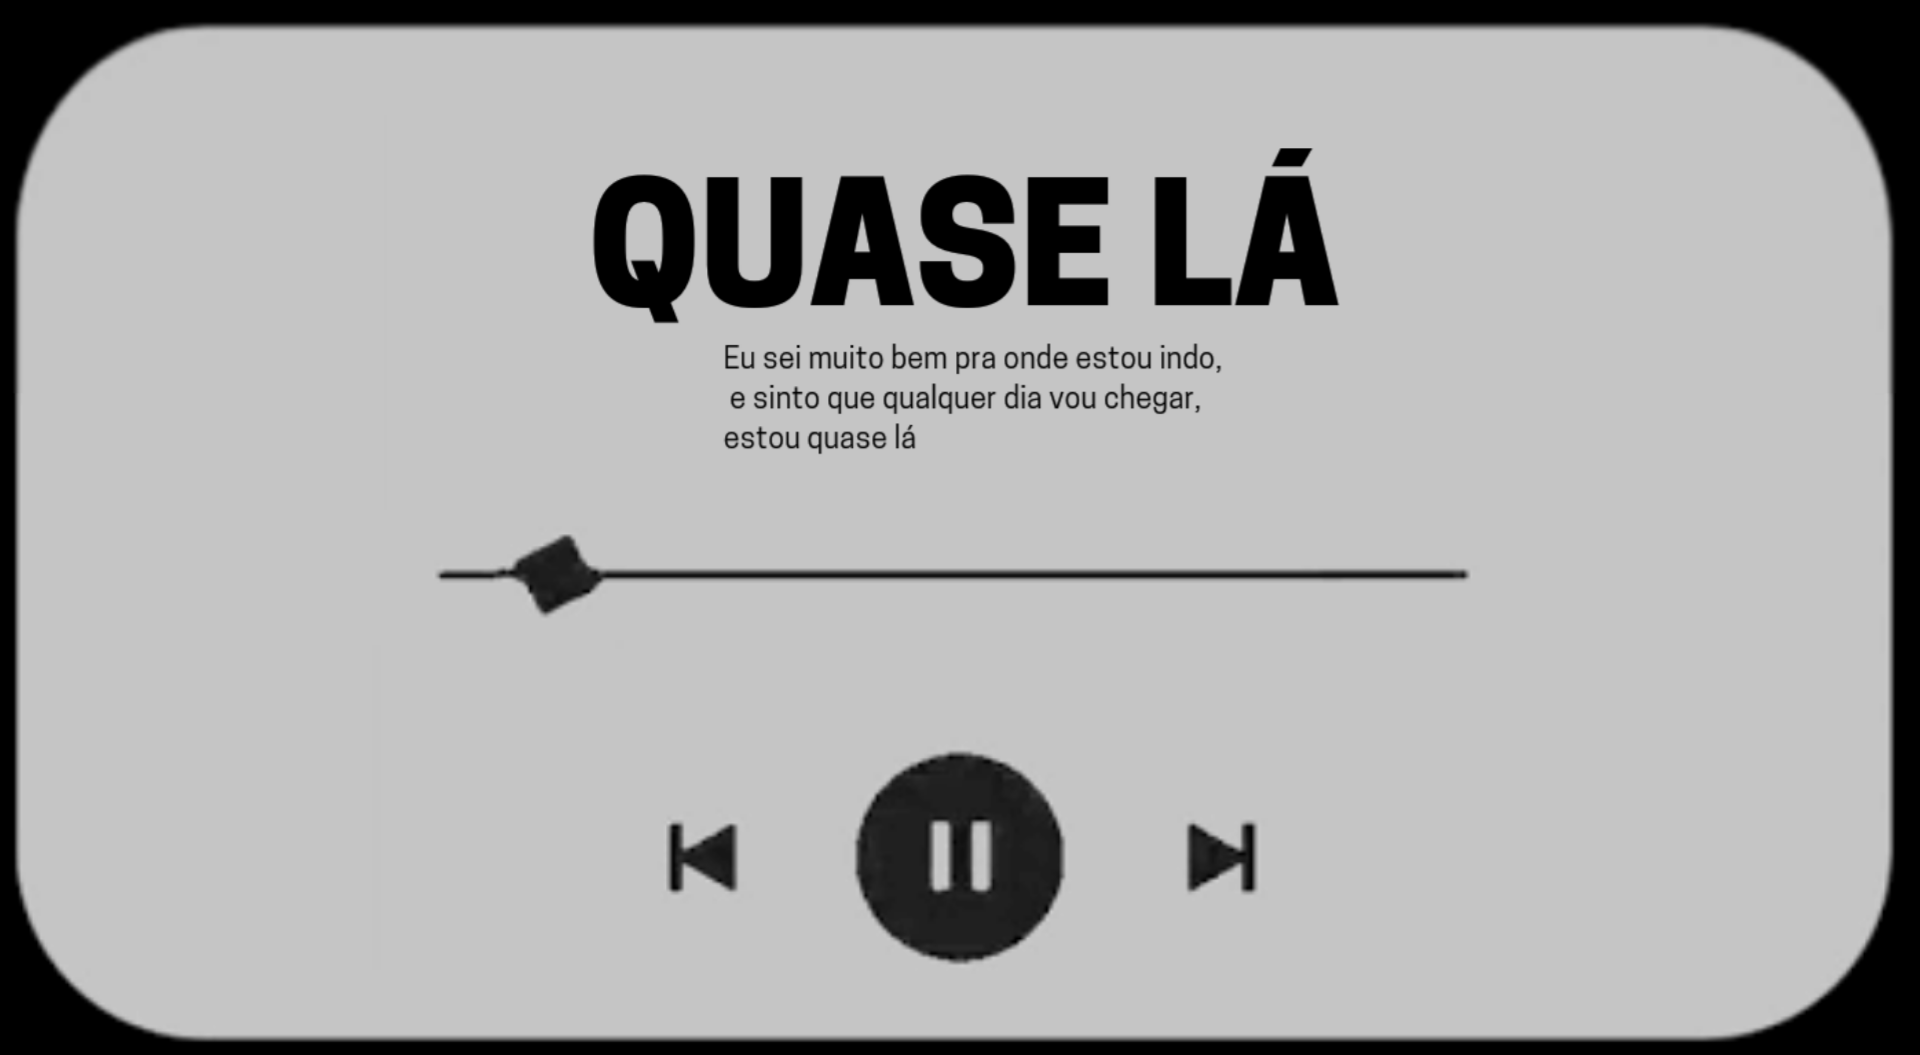 QUASE LÁ
Eu sei muito bem pra onde estou indo,
e sinto que qualquer dia vou chegar,
estou quase lá